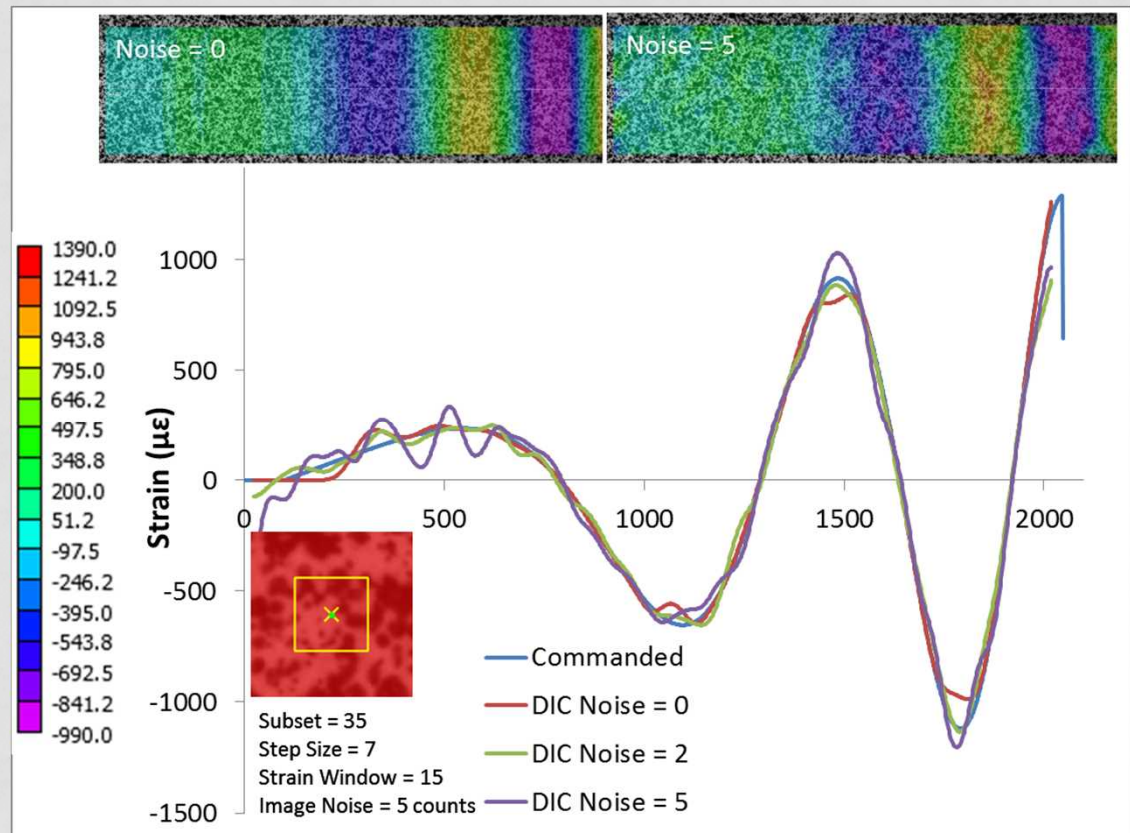 Noise = 0
Noise = 5
1390.0
1241.2
1092.5
943.8
795.0
646.2
497.5
348.8
200.0
51.2
-97.5
-246.2
-395.0
-543.8
-692.5
-841.2
-990.0
Strain (με)
1000
500
0
-500
-1000
-1500
0
500
1000
1500
2000
Subset = 35
Step Size = 7
Strain Window = 15
Image Noise = 5 counts
Commanded
DIC Noise = 0
DIC Noise = 2
DIC Noise = 5